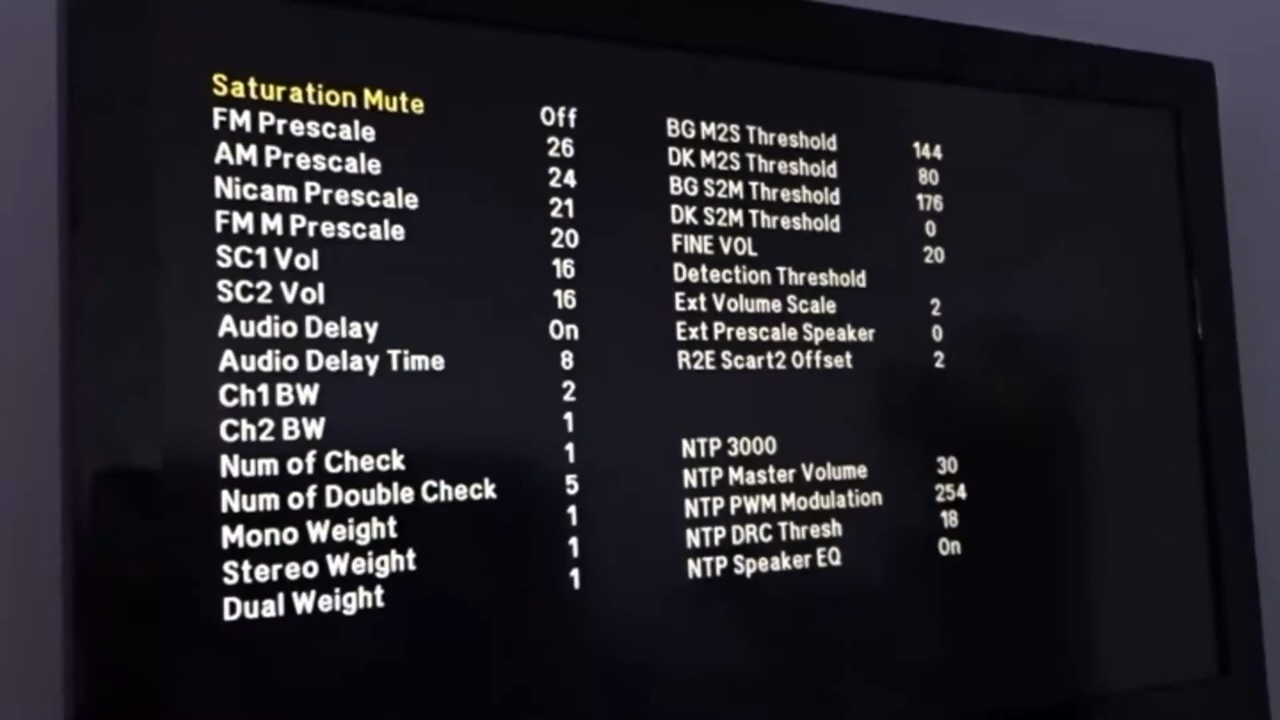 Saturation Mute Off
FM Prescale 26
AM Prescale 24
Nicam Prescale 21
FM M Prescale 20
SC1 Vol 16
SC2 Vol 16
Audio Delay On
Audio Delay Time 8
Ch1 BW 2
Ch2 BW 1
Num of Check 1
Num of Double Check 5
Mono Weight 1
Stereo Weight 1
Dual Weight 1
BG M2S Threshold 144
DK M2S Threshold 80
BG S2M Threshold 176
DK S2M Threshold 0
FINE VOL 20
Detection Threshold
Ext Volume Scale 2
Ext Prescale Speaker 0
R2E Scart2 Offset 2
NTP 3000
NTP Master Volume 30
NTP PWM Modulation 254
NTP DRC Thresh 18
NTP Speaker EQ On